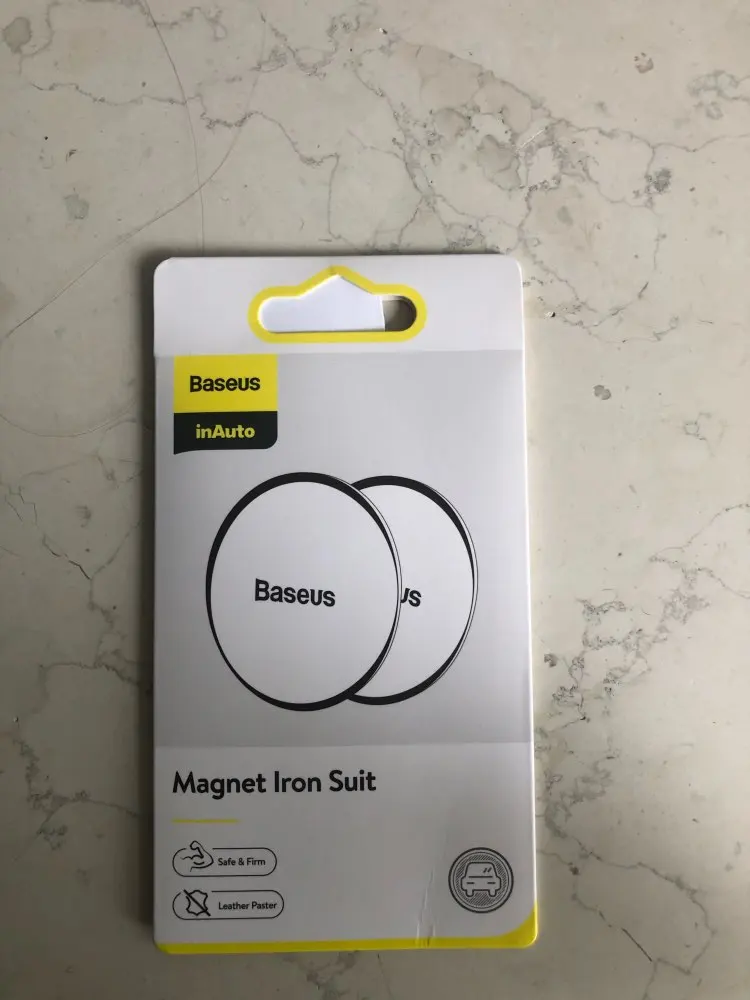 Baseus
inAuto
Baseus
us
Magnet Iron Suit
Safe & Firm
Leather Paster